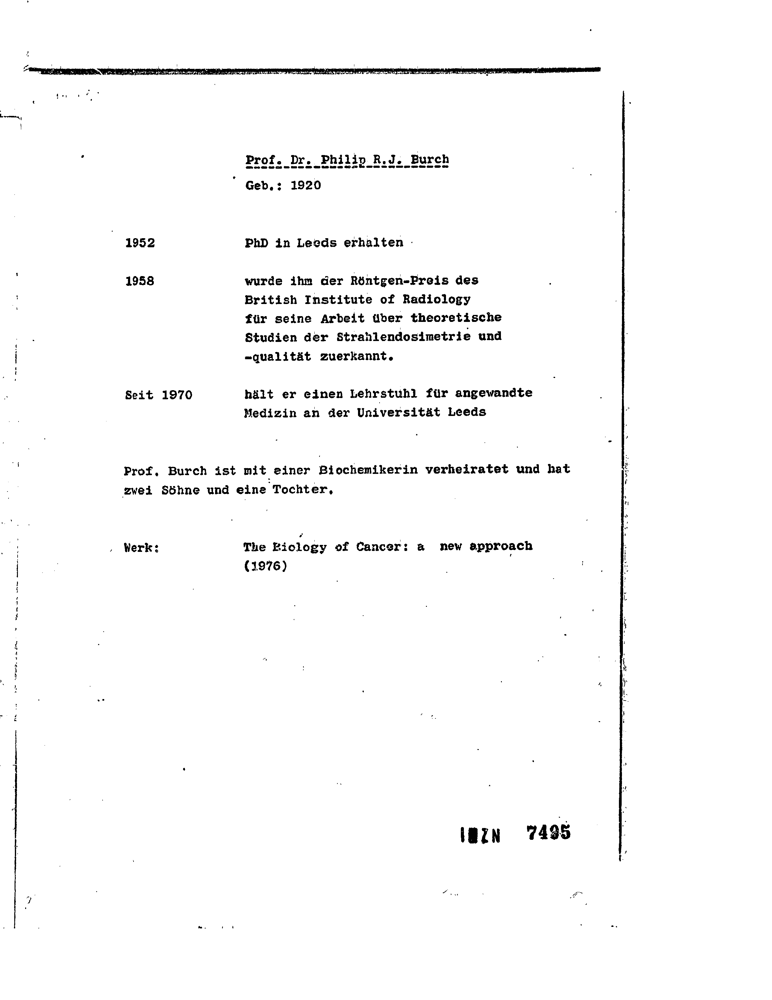 Prof. Dr. Philip R.J. Burch
Geb.: 1920
1952 PhD in Leeds erhalten
1958 wurde ihm der Röntgen-Preis des
British Institute of Radiology
für seine Arbeit über theoretische
Studien der Strahlendosimetrie und
-qualität zuerkannt.
Seit 1970 hält er einen Lehrstuhl für angewandte
Medizin an der Universität Leeds
Prof. Burch ist mit einer Biochemikerin verheiratet und hat
zwei Söhne und eine Tochter.
Werk: The Biology of Cancer: a new approach
(1976)
7495